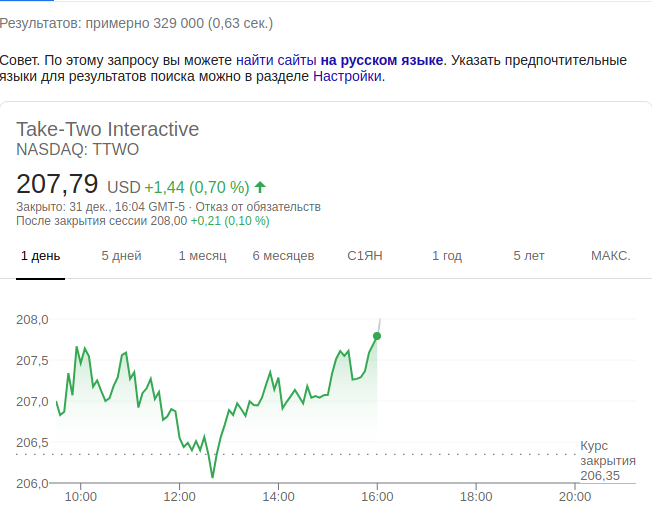 Результатов: примерно 329 000 (0,63 сек.)
Совет. По этому запросу вы можете найти сайты на русском языке. Указать предпочтительные
языки для результатов поиска можно в разделе Настройки.
Take-Two Interactive
NASDAQ: TTWO
207,79 USD +1,44 (0,70 %)
Закрыто: 31 дек., 16:04 GMT-5 · Отказ от обязательств
После закрытия сессии 208,00 +0,21 (0,10 %)
1 день 5 дней 1 месяц 6 месяцев С1ЯН 1 год 5 лет МАКС.
208,0
207,5
207,0
206,5
206,0
Курс
закрытия
206,35
10:00 12:00 14:00 16:00 18:00 20:00